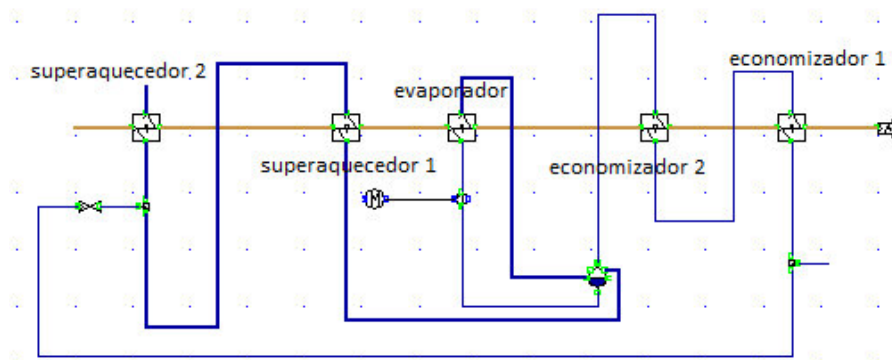 economizador 1
superaquecedor 2
evaporador
superaquecedor 1
economizador 2
M